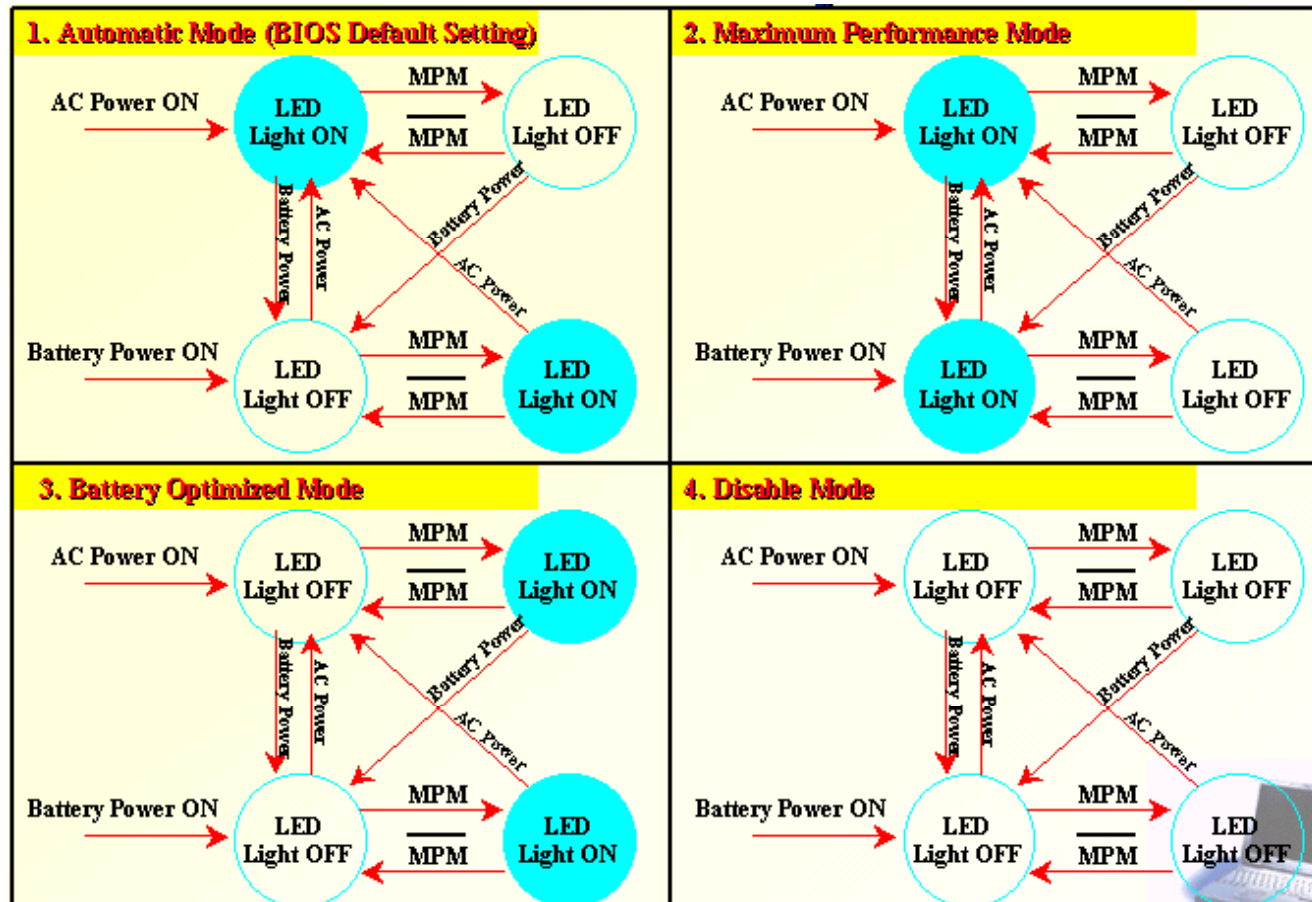 1. Automatic Mode (BIOS Default Setting)
AC Power ON
LED
Light ON
MPM
MPM
LED
Light OFF
Battery Power
AC Power
Battery Power
AC Power
Battery Power ON
LED
Light OFF
MPM
MPM
LED
Light ON
2. Maximum Performance Mode
AC Power ON
LED
Light ON
MPM
MPM
LED
Light OFF
Battery Power
AC Power
Battery Power
AC Power
Battery Power ON
LED
Light ON
MPM
MPM
LED
Light OFF
3. Battery Optimized Mode
AC Power ON
LED
Light OFF
MPM
MPM
LED
Light ON
Battery Power
AC Power
Battery Power
AC Power
Battery Power ON
LED
Light OFF
MPM
MPM
LED
Light ON
4. Disable Mode
AC Power ON
LED
Light OFF
MPM
MPM
LED
Light OFF
Battery Power
AC Power
Battery Power
AC Power
Battery Power ON
LED
Light OFF
MPM
MPM
LED
Light OFF